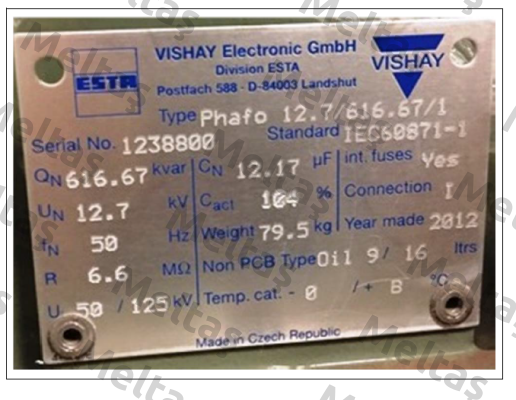 VISHAY Electronic GmbH
Division ESTA
Postfach 588 - D-84003 Landshut
ESTA
VISHAY
Type Phafo 12.7/616.67/1
Serial No. 1238800 Standard IEC60871-1
QN 616.67 kvar CN 12.17 µF int. fuses Yes
UN 12.7 kV Cact 104 % Connection I
fN 50 Hz Weight 79.5 kg Year made 2012
R 6.6 MΩ Non PCB Type Oil 9/ 16 ltrs
U 50 / 125 kV Temp. cat. - 0 /+ B °C
Made in Czech Republic
Meltaş